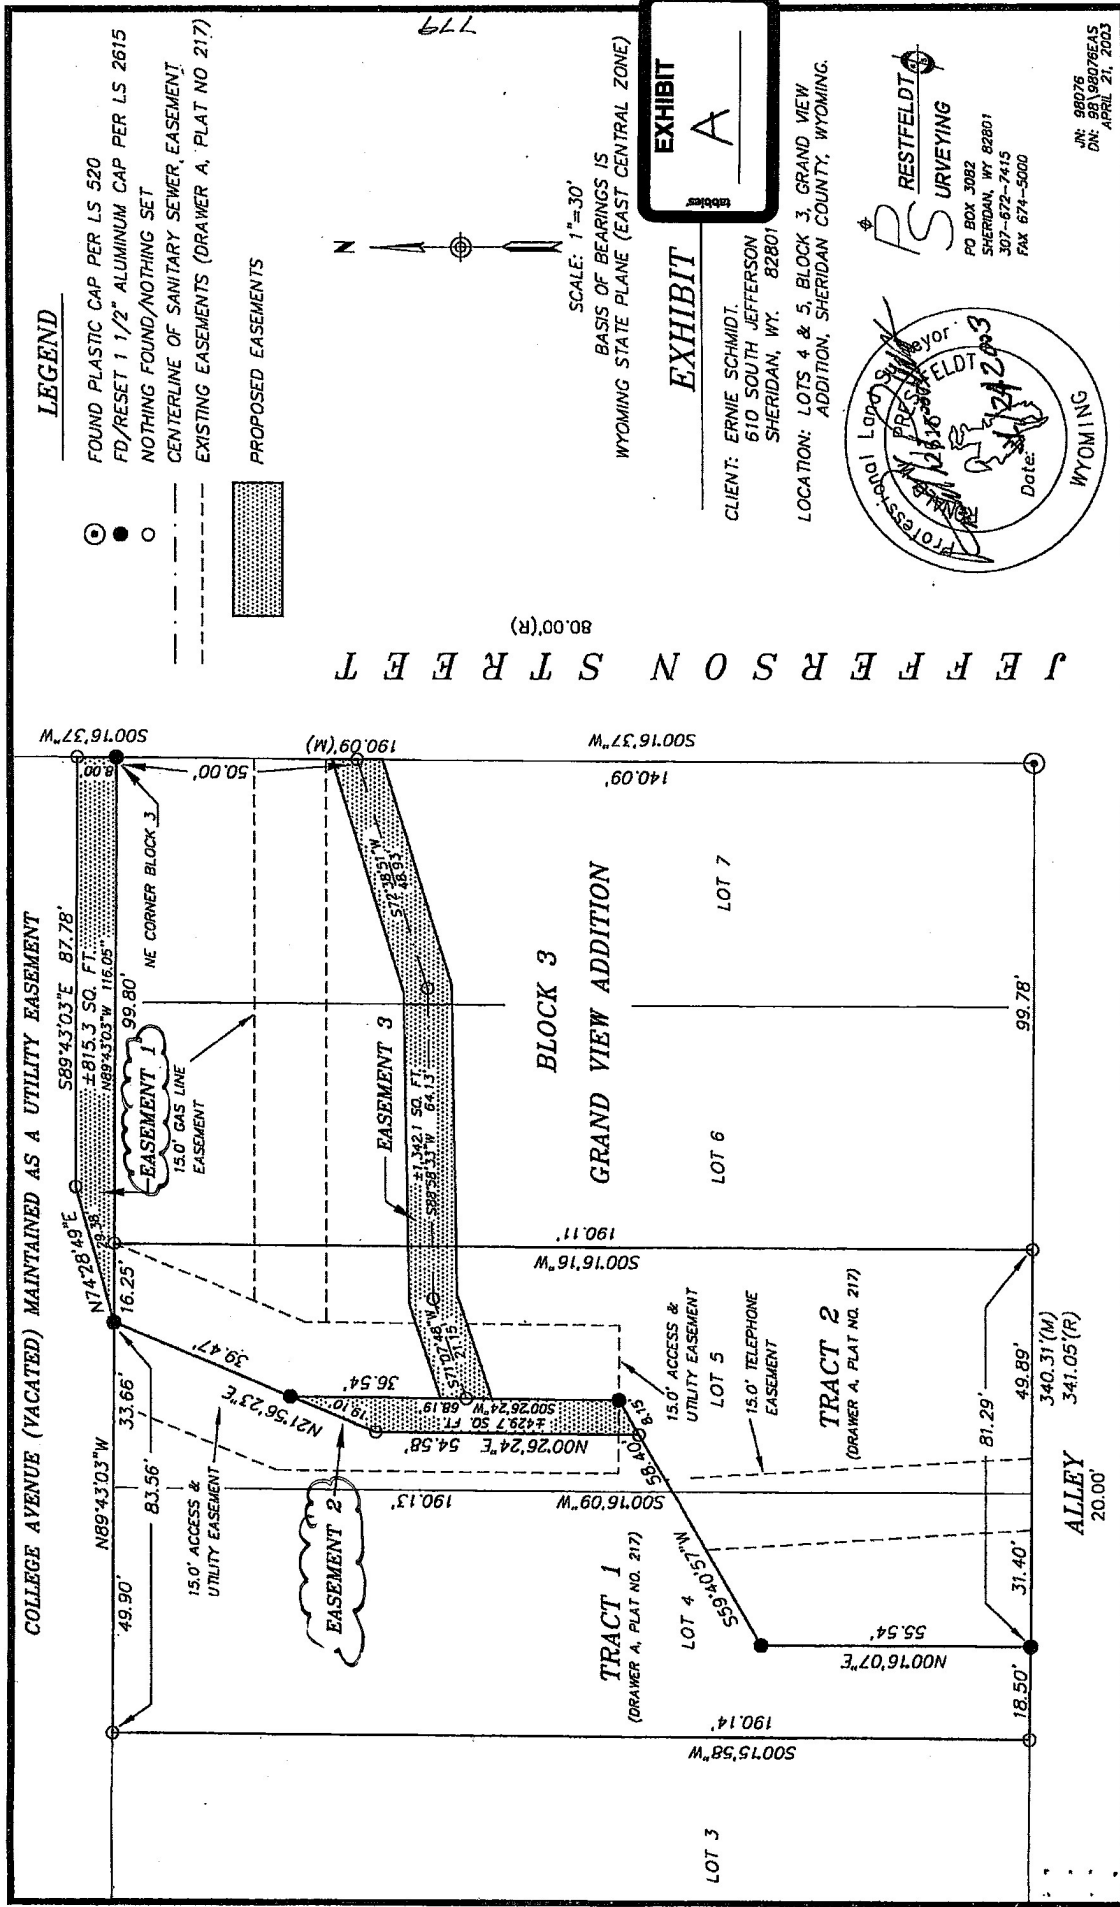 COLLEGE AVENUE (VACATED) MAINTAINED AS A UTILITY EASEMENT
N89°43'03"W
49.90'
33.66'
83.56'
16.25'
N74°28'49"E
29.38'
S89°43'03"E 87.78'
±815.3 SQ. FT.
N89°43'03"W 116.05"
99.80'
8.00'
S00°16'37"W
NE CORNER BLOCK 3
EASEMENT 1
15.0' GAS LINE
EASEMENT
50.00'
190.09'(M)
15.0' ACCESS &
UTILITY EASEMENT
39.47'
N27°56'23"E
19.10'
36.54'
EASEMENT 2
N00°26'24"E 54.58'
±429.7 SQ. FT.
S00°26'24"W 68.19'
S71°07'48"W
21.15'
EASEMENT 3
±1,342.1 SQ. FT.
S88°58'33"W 64.13'
S72°38'51"W
48.93'
S00°16'09"W 190.13'
S00°16'16"W 190.11'
S00°15'58"W 190.14'
S00°16'37"W
140.09'
BLOCK 3
GRAND VIEW ADDITION
TRACT 1
(DRAWER A, PLAT NO. 217)
LOT 3
LOT 4
LOT 5
LOT 6
LOT 7
8.15'
58.40'
S59°40'57"W
15.0' ACCESS &
UTILITY EASEMENT
15.0' TELEPHONE
EASEMENT
TRACT 2
(DRAWER A, PLAT NO. 217)
N00°16'07"E
55.54'
18.50'
31.40'
81.29'
49.89'
99.78'
340.31'(M)
341.05'(R)
ALLEY
20.00'
JEFFERSON STREET
80.00'(R)
LEGEND
FOUND PLASTIC CAP PER LS 520
FD/RESET 1 1/2" ALUMINUM CAP PER LS 2615
NOTHING FOUND/NOTHING SET
CENTERLINE OF SANITARY SEWER EASEMENT
EXISTING EASEMENTS (DRAWER A, PLAT NO 217)
PROPOSED EASEMENTS
779
N
SCALE: 1"=30'
BASIS OF BEARINGS IS
WYOMING STATE PLANE (EAST CENTRAL ZONE)
EXHIBIT
A
tabbies
EXHIBIT
CLIENT: ERNIE SCHMIDT.
610 SOUTH JEFFERSON
SHERIDAN, WY. 82801
LOCATION: LOTS 4 & 5, BLOCK 3, GRAND VIEW
ADDITION, SHERIDAN COUNTY, WYOMING.
Professional Land Surveyor
PRESTFELDT
2615
Date:
WYOMING
PRESTFELDT
SURVEYING
PO BOX 3082
SHERIDAN, WY 82801
307-672-7415
FAX 674-5000
JN: 98076
DN: 98\98076EAS
APRIL 21, 2003